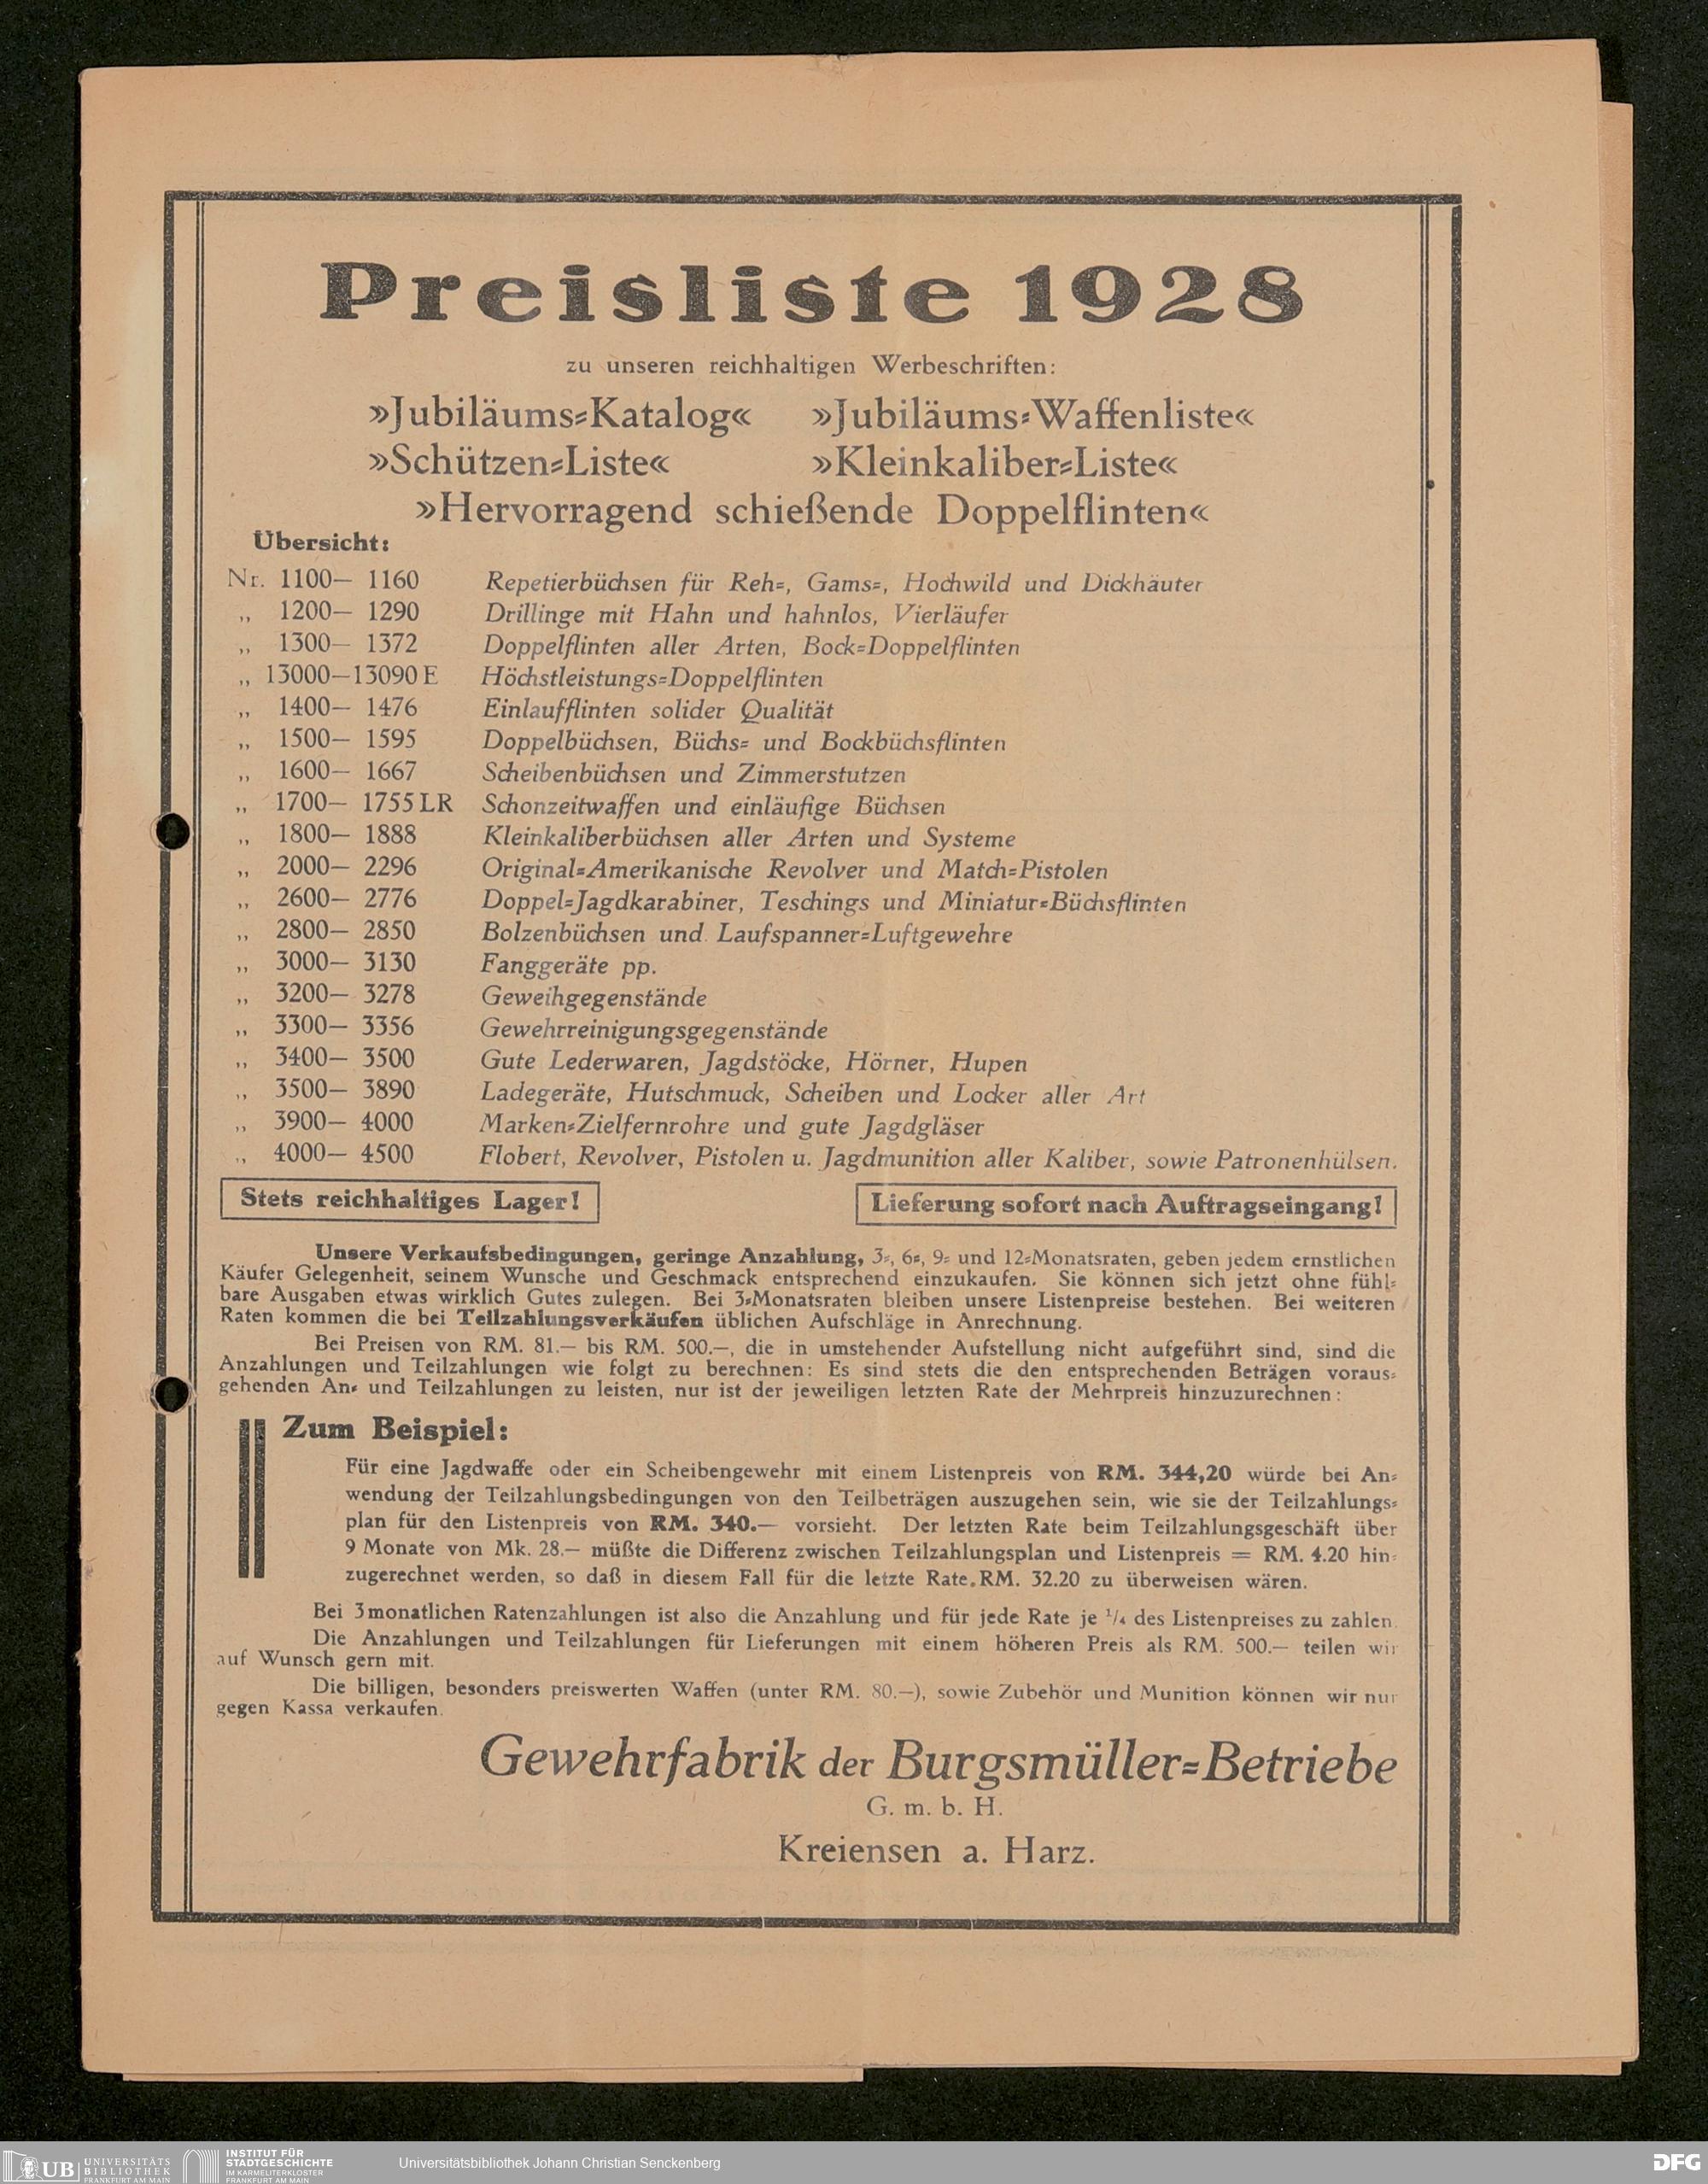 Preisliste 1928
zu unseren reichhaltigen Werbeschriften:
»Jubiläums=Katalog« »Jubiläums=Waffenliste«
»Schützen=Liste« »Kleinkaliber=Liste«
»Hervorragend schießende Doppelflinten«
Übersicht:
Nr. 1100— 1160 Repetierbüchsen für Reh=, Gams=, Hochwild und Dickhäuter
„ 1200— 1290 Drillinge mit Hahn und hahnlos, Vierläufer
„ 1300— 1372 Doppelflinten aller Arten, Bock=Doppelflinten
„ 13000—13090 E Höchstleistungs=Doppelflinten
„ 1400— 1476 Einlaufflinten solider Qualität
„ 1500— 1595 Doppelbüchsen, Büchs= und Bockbüchsflinten
„ 1600— 1667 Scheibenbüchsen und Zimmerstutzen
„ 1700— 1755 LR Schonzeitwaffen und einläufige Büchsen
„ 1800— 1888 Kleinkaliberbüchsen aller Arten und Systeme
„ 2000— 2296 Original=Amerikanische Revolver und Match=Pistolen
„ 2600— 2776 Doppel=Jagdkarabiner, Teschings und Miniatur=Büchsflinten
„ 2800— 2850 Bolzenbüchsen und Laufspanner=Luftgewehre
„ 3000— 3130 Fanggeräte pp.
„ 3200— 3278 Geweihgegenstände
„ 3300— 3356 Gewehrreinigungsgegenstände
„ 3400— 3500 Gute Lederwaren, Jagdstöcke, Hörner, Hupen
„ 3500— 3890 Ladegeräte, Hutschmuck, Scheiben und Locker aller Art
„ 3900— 4000 Marken=Zielfernrohre und gute Jagdgläser
„ 4000— 4500 Flobert, Revolver, Pistolen u. Jagdmunition aller Kaliber, sowie Patronenhülsen.
Stets reichhaltiges Lager! Lieferung sofort nach Auftragseingang!
Unsere Verkaufsbedingungen, geringe Anzahlung, 3=, 6=, 9= und 12=Monatsraten, geben jedem ernstlichen
Käufer Gelegenheit, seinem Wunsche und Geschmack entsprechend einzukaufen. Sie können sich jetzt ohne fühl=
bare Ausgaben etwas wirklich Gutes zulegen. Bei 3=Monatsraten bleiben unsere Listenpreise bestehen. Bei weiteren
Raten kommen die bei Teilzahlungsverkäufen üblichen Aufschläge in Anrechnung.
Bei Preisen von RM. 81.— bis RM. 500.—, die in umstehender Aufstellung nicht aufgeführt sind, sind die
Anzahlungen und Teilzahlungen wie folgt zu berechnen: Es sind stets die den entsprechenden Beträgen voraus=
gehenden An= und Teilzahlungen zu leisten, nur ist der jeweiligen letzten Rate der Mehrpreis hinzuzurechnen:
Zum Beispiel:
Für eine Jagdwaffe oder ein Scheibengewehr mit einem Listenpreis von RM. 344,20 würde bei An=
wendung der Teilzahlungsbedingungen von den Teilbeträgen auszugehen sein, wie sie der Teilzahlungs=
plan für den Listenpreis von RM. 340.— vorsieht. Der letzten Rate beim Teilzahlungsgeschäft über
9 Monate von Mk. 28.— müßte die Differenz zwischen Teilzahlungsplan und Listenpreis = RM. 4.20 hin=
zugerechnet werden, so daß in diesem Fall für die letzte Rate RM. 32.20 zu überweisen wären.
Bei 3monatlichen Ratenzahlungen ist also die Anzahlung und für jede Rate je 1/4 des Listenpreises zu zahlen.
Die Anzahlungen und Teilzahlungen für Lieferungen mit einem höheren Preis als RM. 500.— teilen wir
auf Wunsch gern mit.
Die billigen, besonders preiswerten Waffen (unter RM. 80.—), sowie Zubehör und Munition können wir nur
gegen Kassa verkaufen.
Gewehrfabrik der Burgsmüller=Betriebe
G. m. b. H.
Kreiensen a. Harz.
UB UNIVERSITÄTS BIBLIOTHEK FRANKFURT AM MAIN
INSTITUT FÜR STADTGESCHICHTE IM KARMELITERKLOSTER FRANKFURT AM MAIN
Universitätsbibliothek Johann Christian Senckenberg
DFG